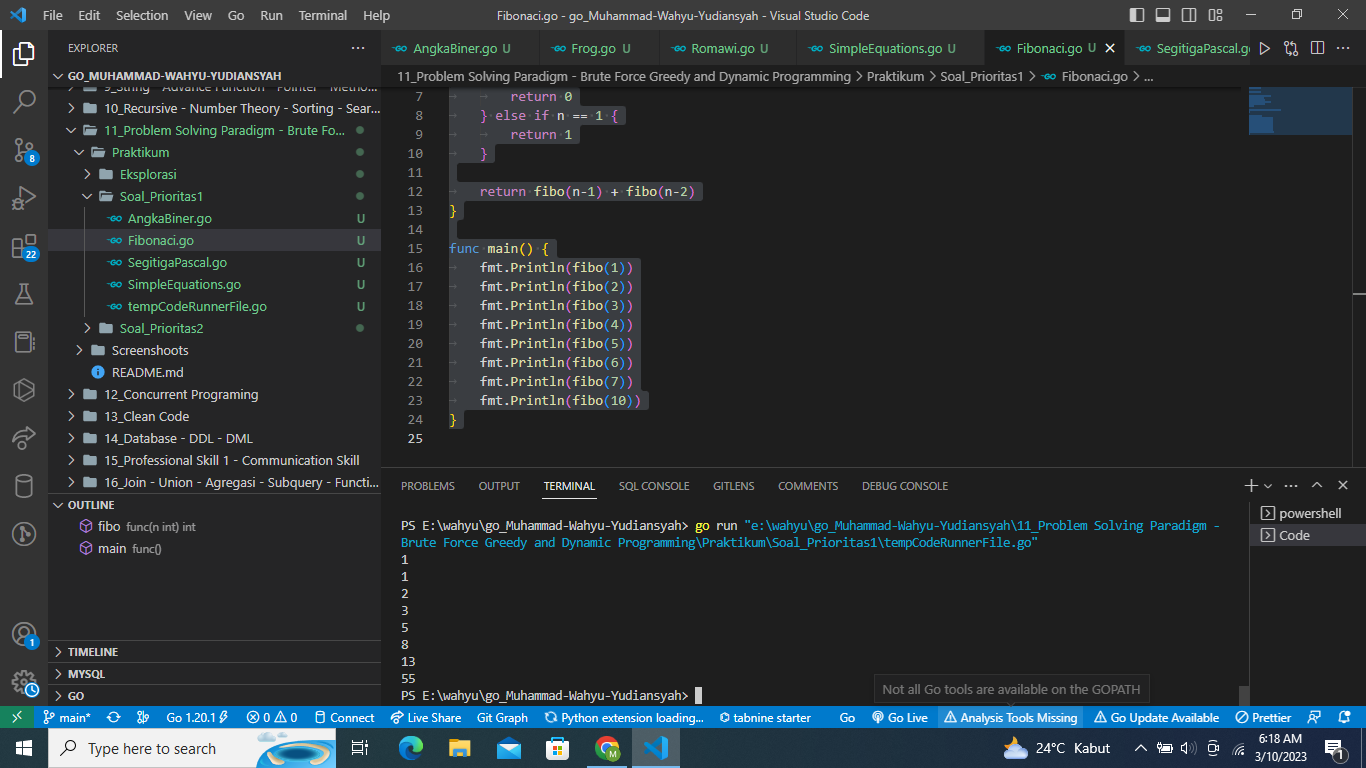 File Edit Selection View Go Run Terminal Help
Fibonaci.go - go_Muhammad-Wahyu-Yudiansyah - Visual Studio Code
EXPLORER
GO_MUHAMMAD-WAHYU-YUDIANSYAH
9_String - Advance Function - Pointer - Metho...
10_Recursive - Number Theory - Sorting - Sear...
11_Problem Solving Paradigm - Brute Fo...
Praktikum
Eksplorasi
Soal_Prioritas1
AngkaBiner.go U
Fibonaci.go U
SegitigaPascal.go U
SimpleEquations.go U
tempCodeRunnerFile.go U
Soal_Prioritas2
Screenshoots
README.md
12_Concurrent Programing
13_Clean Code
14_Database - DDL - DML
15_Professional Skill 1 - Communication Skill
16_Join - Union - Agregasi - Subquery - Functi...
OUTLINE
fibo func(n int) int
main func()
TIMELINE
MYSQL
GO
8
22
1
AngkaBiner.go U Frog.go U Romawi.go U SimpleEquations.go U Fibonaci.go U SegitigaPascal.go
11_Problem Solving Paradigm - Brute Force Greedy and Dynamic Programming > Praktikum > Soal_Prioritas1 > Fibonaci.go > ...
7 return 0
8 } else if n == 1 {
9 return 1
10 }
11
12 return fibo(n-1) + fibo(n-2)
13 }
14
15 func main() {
16 fmt.Println(fibo(1))
17 fmt.Println(fibo(2))
18 fmt.Println(fibo(3))
19 fmt.Println(fibo(4))
20 fmt.Println(fibo(5))
21 fmt.Println(fibo(6))
22 fmt.Println(fibo(7))
23 fmt.Println(fibo(10))
24 }
25
PROBLEMS OUTPUT TERMINAL SQL CONSOLE GITLENS COMMENTS DEBUG CONSOLE
PS E:\wahyu\go_Muhammad-Wahyu-Yudiansyah> go run "e:\wahyu\go_Muhammad-Wahyu-Yudiansyah\11_Problem Solving Paradigm -
Brute Force Greedy and Dynamic Programming\Praktikum\Soal_Prioritas1\tempCodeRunnerFile.go"
1
1
2
3
5
8
13
55
PS E:\wahyu\go_Muhammad-Wahyu-Yudiansyah>
powershell
Code
Not all Go tools are available on the GOPATH
main* Go 1.20.1 0 0 Connect Live Share Git Graph Python extension loading... tabnine starter Go Go Live Analysis Tools Missing Go Update Available Prettier
Type here to search
M
24°C Kabut
6:18 AM
3/10/2023
1